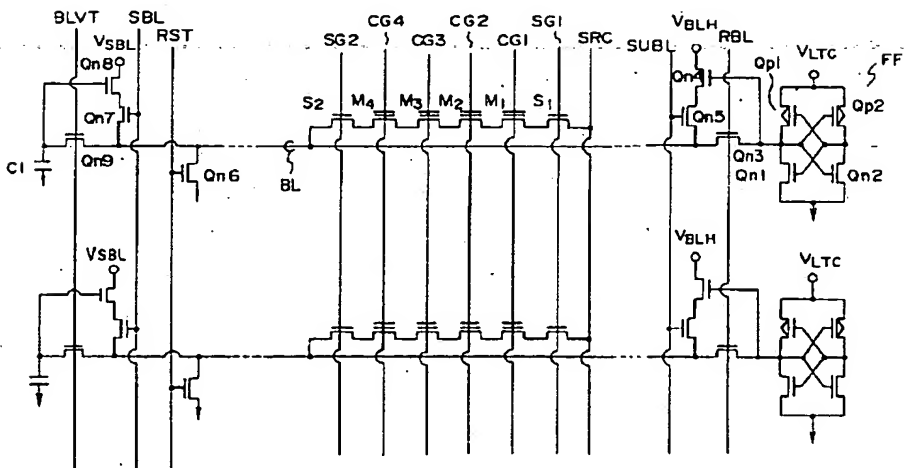 BLVT SBL CG4 CG2 SG1 VBLH
RST SG2 CG3 CG1 SRC SUBL RBL
VSBL VLTC FF
Qn8 Qn4 Qp1
Qn7 S2 M4 M3 M2 M1 S1 Qn5 Qp2
C1 Qn9 Qn6 BL Qn3 Qn1 Qn2
VSBL VBLH VLTC